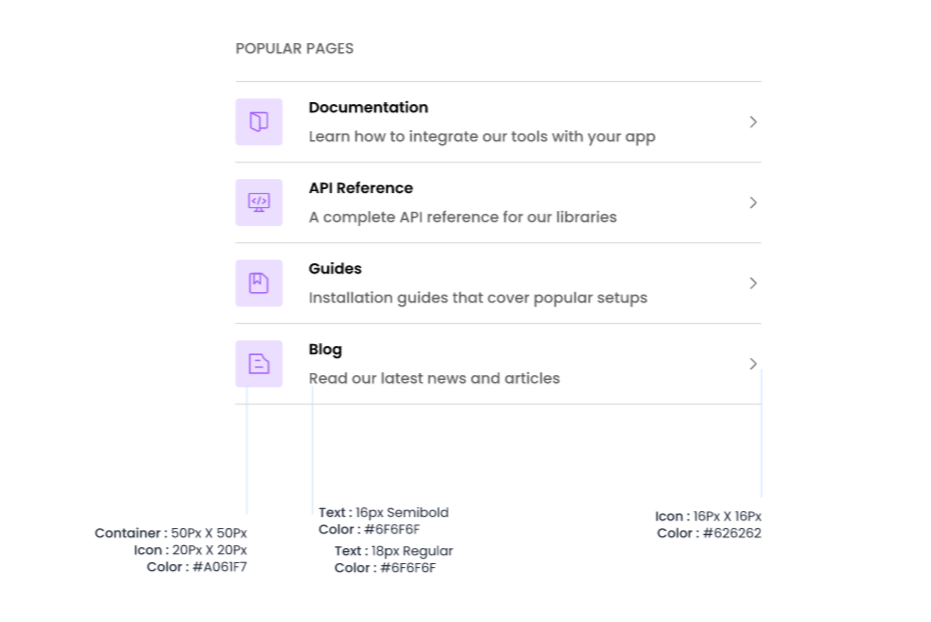 POPULAR PAGES
Documentation
Learn how to integrate our tools with your app
API Reference
A complete API reference for our libraries
Guides
Installation guides that cover popular setups
Blog
Read our latest news and articles
Container : 50Px X 50Px
Icon : 20Px X 20Px
Color : #A061F7
Text : 16px Semibold
Color : #6F6F6F
Text : 18px Regular
Color : #6F6F6F
Icon : 16Px X 16Px
Color : #626262